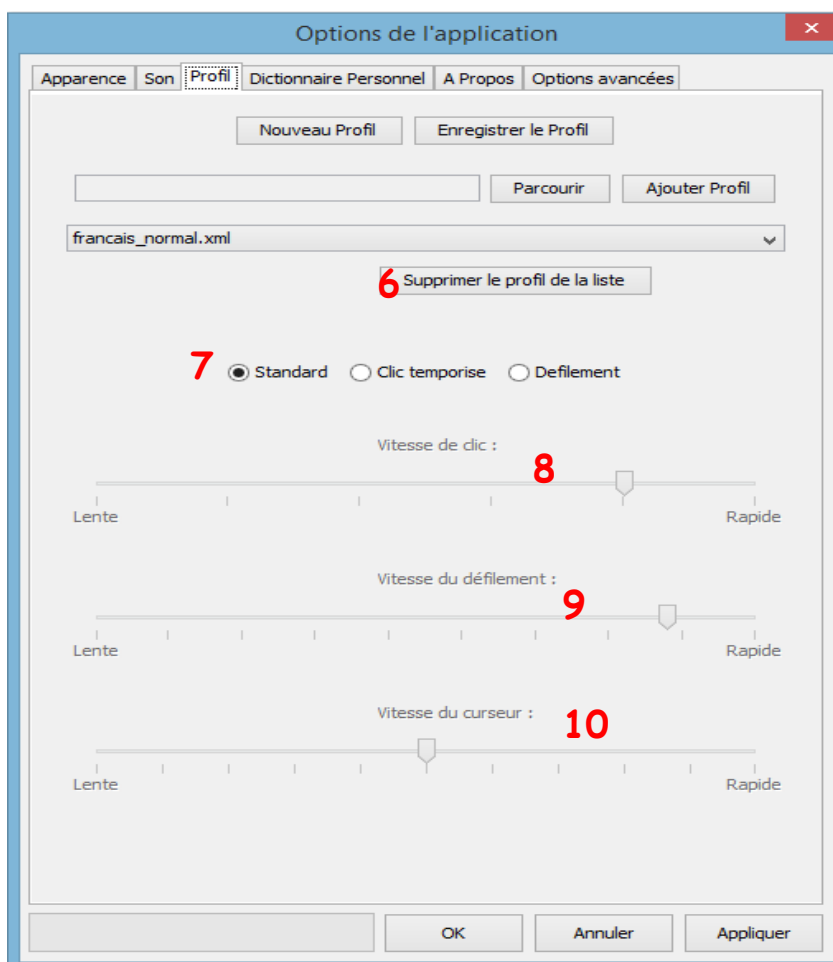 Options de l'application
Apparence Son Profil Dictionnaire Personnel A Propos Options avancées
Nouveau Profil Enregistrer le Profil
Parcourir Ajouter Profil
francais_normal.xml
6 Supprimer le profil de la liste
7 Standard Clic temporise Defilement
Vitesse de clic :
8
Lente Rapide
Vitesse du défilement :
9
Lente Rapide
Vitesse du curseur :
10
Lente Rapide
OK Annuler Appliquer